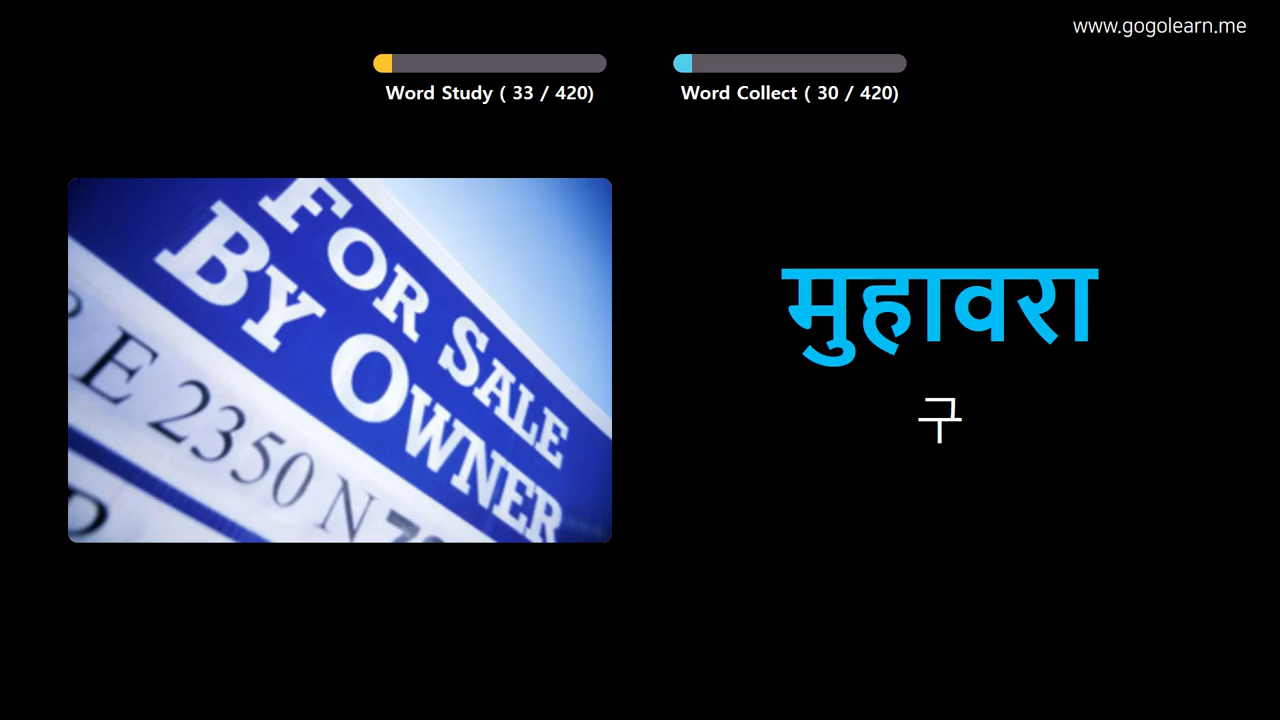 www.gogolearn.me
Word Study ( 33 / 420)
Word Collect ( 30 / 420)
FOR SALE
BY OWNER
E 2350 N
मुहावरा
구